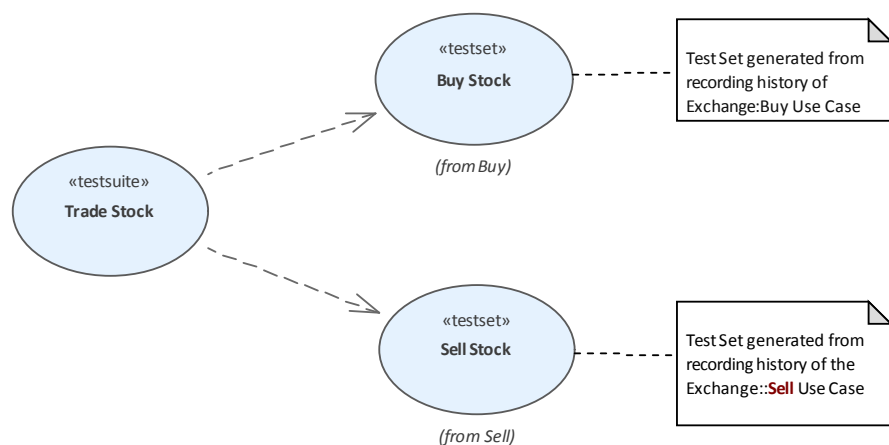 «testset»
Buy Stock
(from Buy)
Test Set generated from
recording history of
Exchange:Buy Use Case
«testsuite»
Trade Stock
«testset»
Sell Stock
(from Sell)
Test Set generated from
recording history of the
Exchange::Sell Use Case